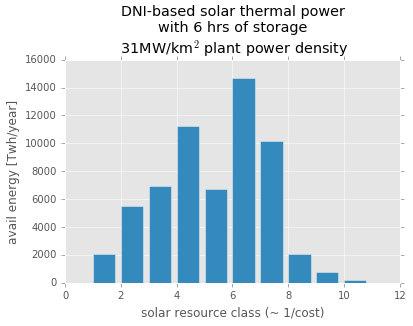 DNI-based solar thermal power
with 6 hrs of storage
31MW/km² plant power density
16000
14000
12000
10000
8000
6000
4000
2000
0
avail energy [Twh/year]
0 2 4 6 8 10 12
solar resource class (~ 1/cost)